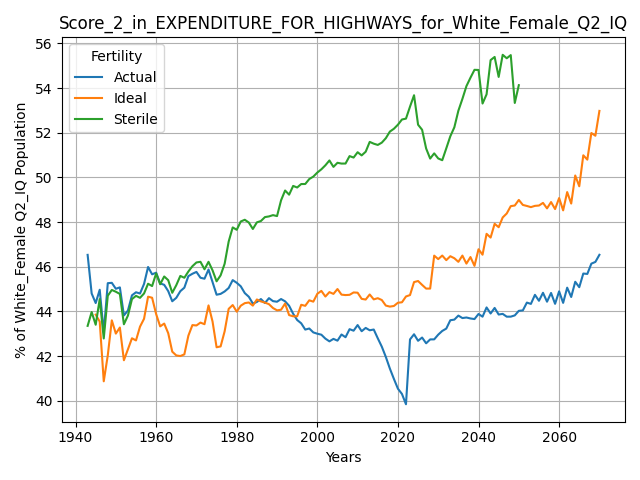 Score_2_in_EXPENDITURE_FOR_HIGHWAYS_for_White_Female_Q2_IQ
% of White_Female Q2_IQ Population
56
54
52
50
48
46
44
42
40
Fertility
Actual
Ideal
Sterile
1940 1960 1980 2000 2020 2040 2060
Years